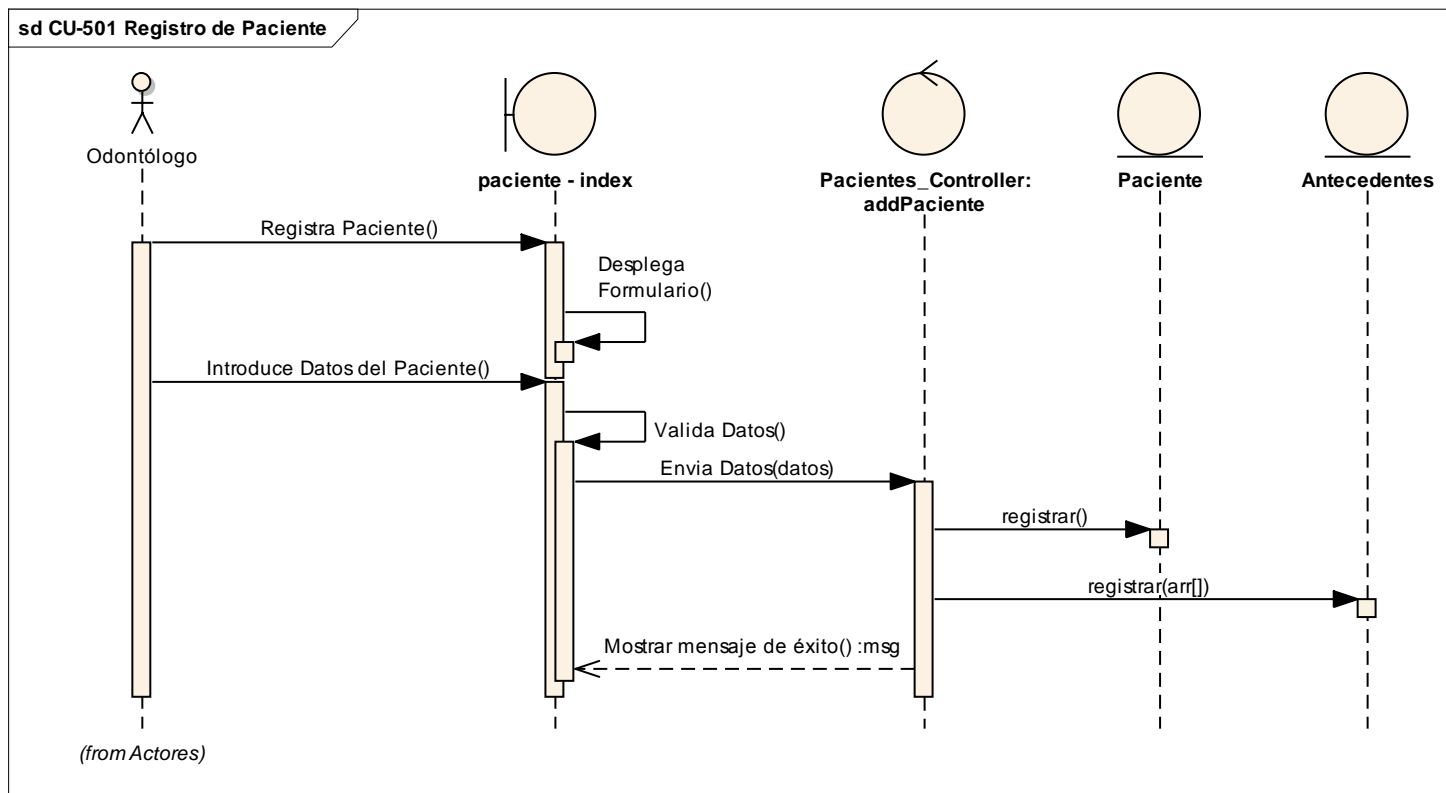 sd CU-501 Registro de Paciente
Odontólogo
paciente - index
Pacientes_Controller:
addPaciente
Paciente
Antecedentes
Registra Paciente()
Desplega
Formulario()
Introduce Datos del Paciente()
Valida Datos()
Envia Datos(datos)
registrar()
registrar(arr[])
Mostrar mensaje de éxito() :msg
(from Actores)